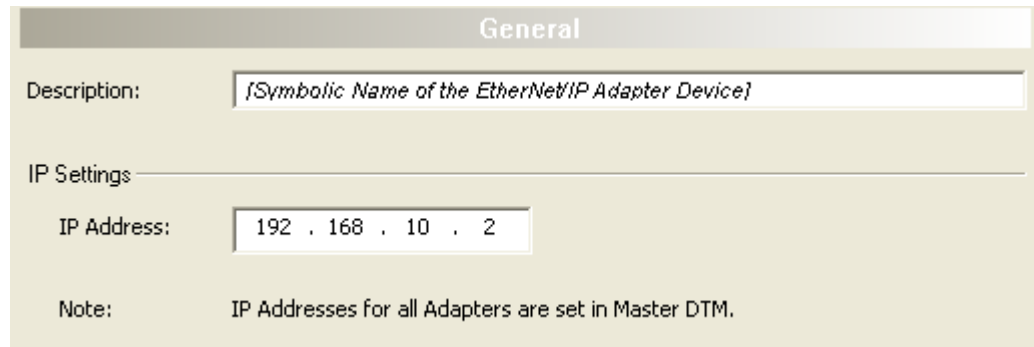 General
Description: [Symbolic Name of the EtherNet/IP Adapter Device]
IP Settings
IP Address: 192 . 168 . 10 . 2
Note: IP Addresses for all Adapters are set in Master DTM.